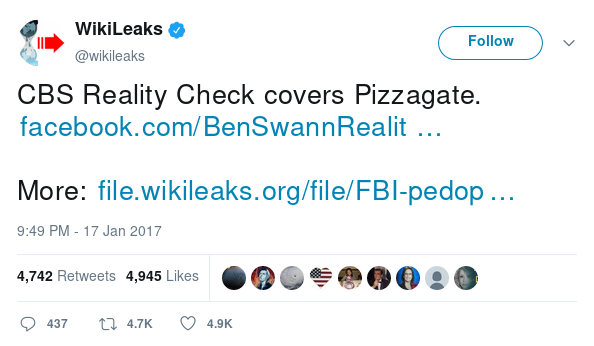 WikiLeaks
@wikileaks
Follow
CBS Reality Check covers Pizzagate.
facebook.com/BenSwannRealit …
More: file.wikileaks.org/file/FBI-pedop …
9:49 PM - 17 Jan 2017
4,742 Retweets 4,945 Likes
437 4.7K 4.9K